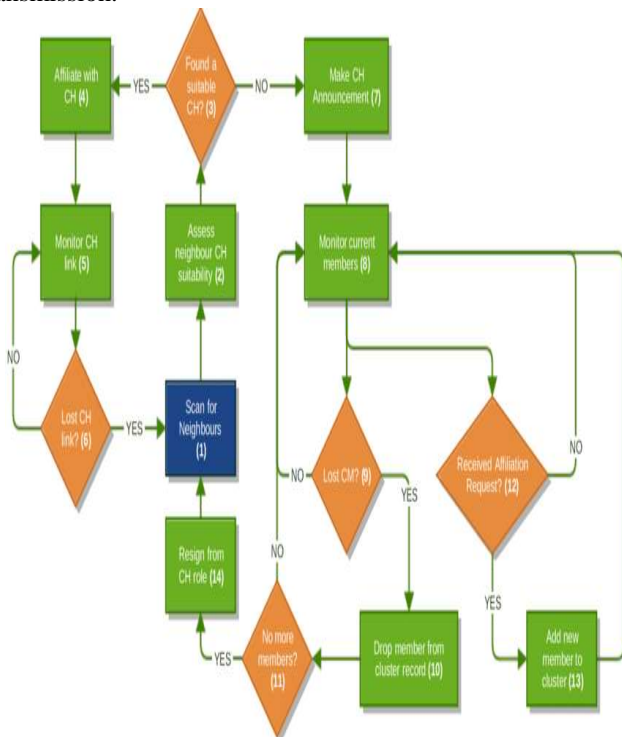 ansmission.
Found a
suitable
CH? (3)
Affiliate with
CH (4)
YES
NO
Make CH
Announcement (7)
Monitor CH
link (5)
Assess
neighbour CH
suitability (2)
Monitor current
members (8)
NO
Lost CH
link? (6)
YES
Scan for
Neighbours
(1)
NO
Lost CM? (9)
YES
Received Affiliation
Request? (12)
NO
Resign from
CH role (14)
NO
YES
No more
members?
(11)
YES
Drop member from
cluster record (10)
Add new
member to
cluster (13)